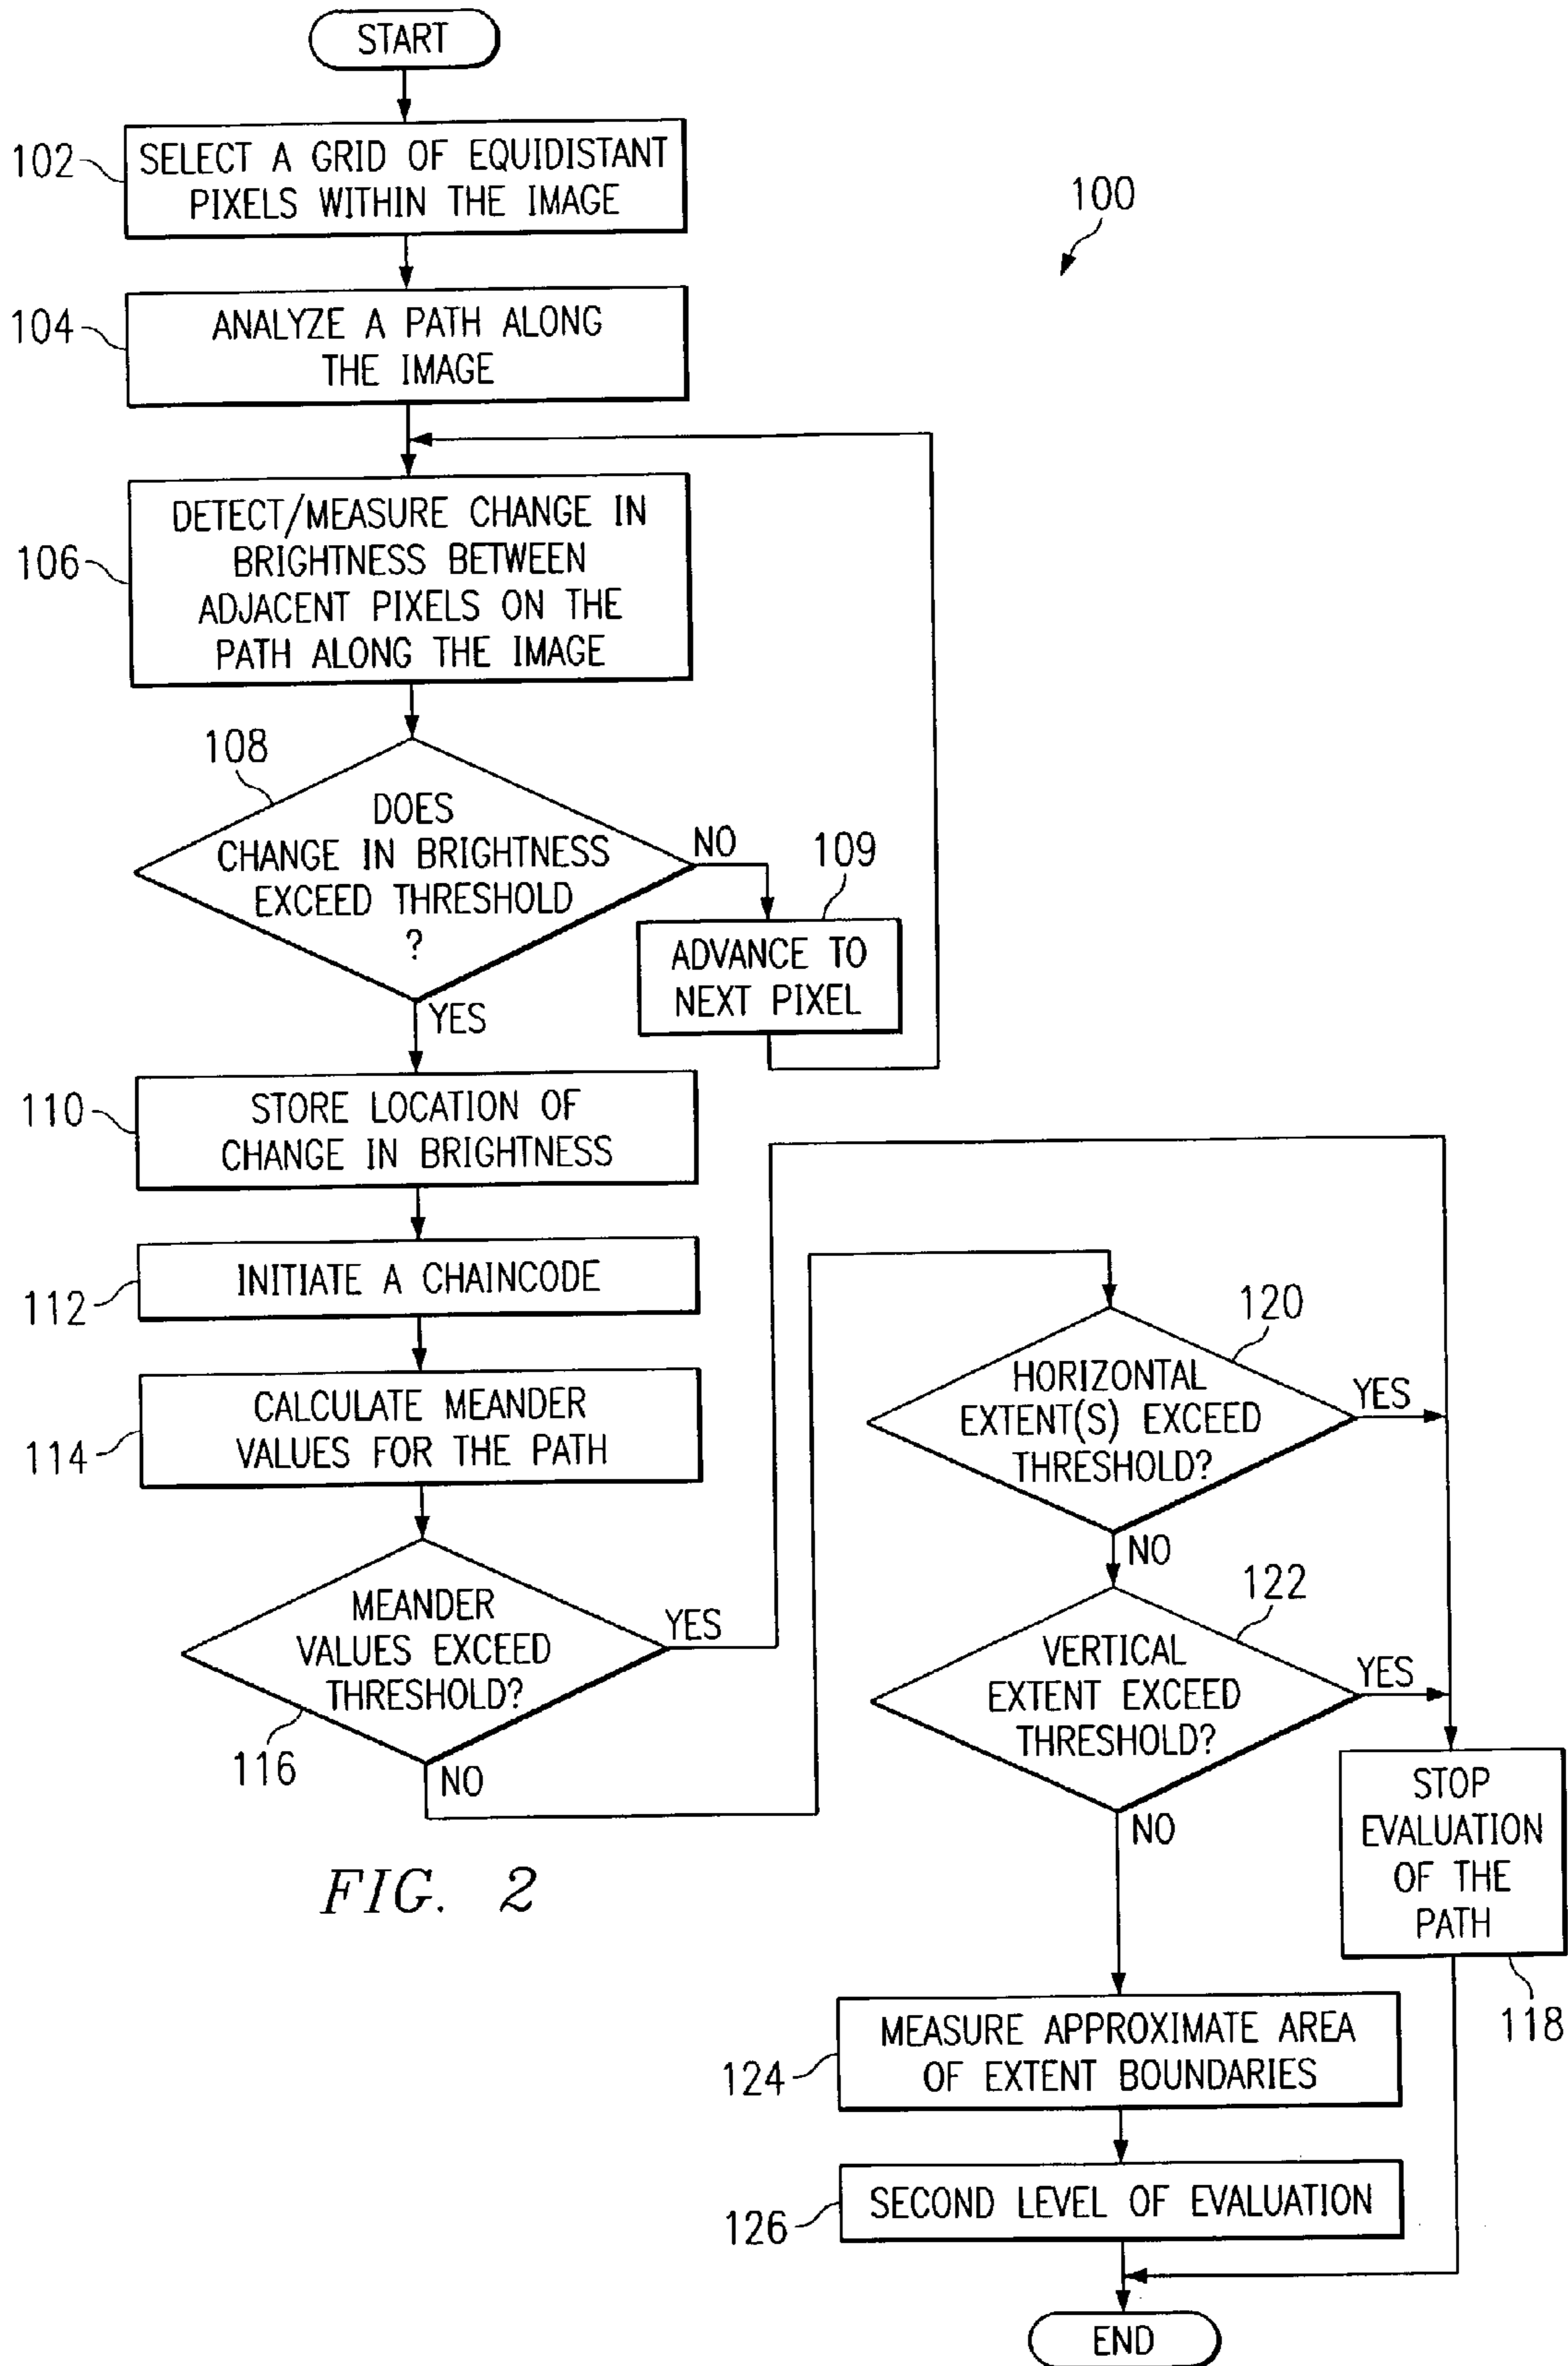 START
102
SELECT A GRID OF EQUIDISTANT
PIXELS WITHIN THE IMAGE
100
104
ANALYZE A PATH ALONG
THE IMAGE
106
DETECT/MEASURE CHANGE IN
BRIGHTNESS BETWEEN
ADJACENT PIXELS ON THE
PATH ALONG THE IMAGE
108
DOES
CHANGE IN BRIGHTNESS
EXCEED THRESHOLD
?
NO
109
ADVANCE TO
NEXT PIXEL
YES
110
STORE LOCATION OF
CHANGE IN BRIGHTNESS
112
INITIATE A CHAINCODE
114
CALCULATE MEANDER
VALUES FOR THE PATH
MEANDER
VALUES EXCEED
THRESHOLD?
YES
116
NO
120
HORIZONTAL
EXTENT(S) EXCEED
THRESHOLD?
YES
NO
122
VERTICAL
EXTENT EXCEED
THRESHOLD?
YES
NO
STOP
EVALUATION
OF THE
PATH
118
124
MEASURE APPROXIMATE AREA
OF EXTENT BOUNDARIES
126
SECOND LEVEL OF EVALUATION
END
FIG. 2